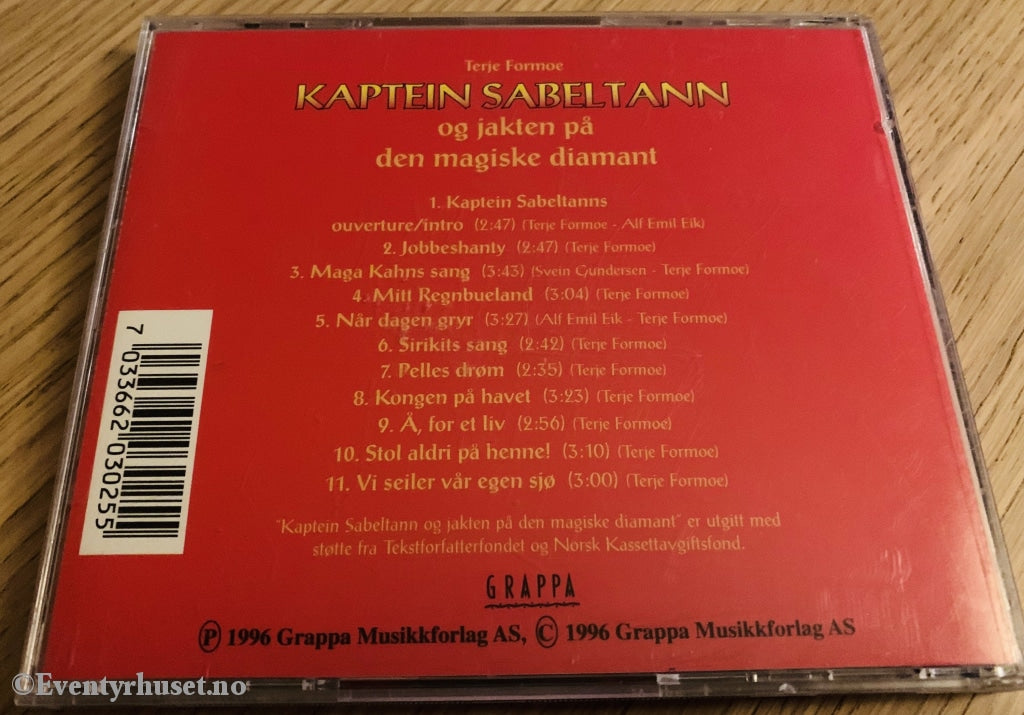 Terje Formoe
KAPTEIN SABELTANN
og jakten på
den magiske diamant
1. Kaptein Sabeltanns
ouverture/intro (2:47) (Terje Formoe - Alf Emil Eik)
2. Jobbeshanty (2:47) (Terje Formoe)
3. Maga Kahns sang (3:43) (Svein Gundersen - Terje Formoe)
4. Mitt Regnbueland (3:04) (Terje Formoe)
5. Når dagen gryr (3:27) (Alf Emil Eik - Terje Formoe)
6. Sirikits sang (2:42) (Terje Formoe)
7. Pelles drøm (2:35) (Terje Formoe)
8. Kongen på havet (3:23) (Terje Formoe)
9. Å, for et liv (2:56) (Terje Formoe)
10. Stol aldri på henne! (3:10) (Terje Formoe)
11. Vi seiler vår egen sjø (3:00) (Terje Formoe)
7 033662 030255
"Kaptein Sabeltann og jakten på den magiske diamant" er utgitt med
støtte fra Tekstforfatterfondet og Norsk Kassettavgiftsfond.
GRAPPA
Ⓟ 1996 Grappa Musikkforlag AS, © 1996 Grappa Musikkforlag AS
©Eventyrhuset.no